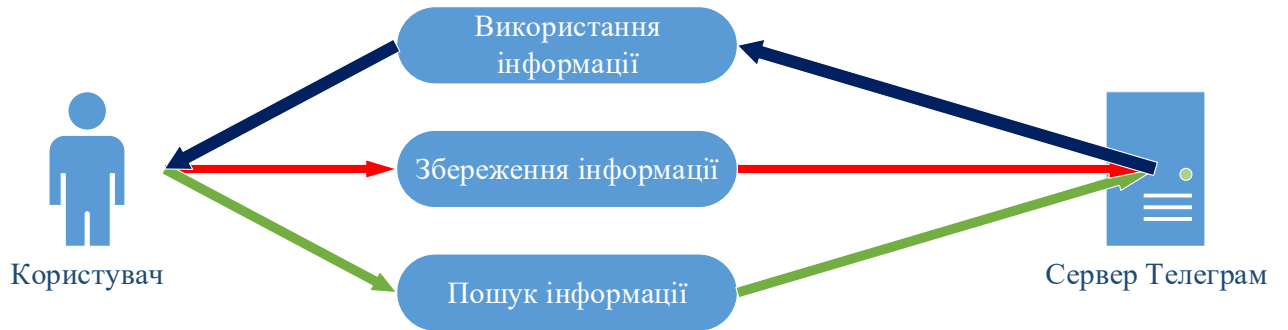 Використання
інформації
Збереження інформації
Користувач
Сервер Телеграм
Пошук інформації